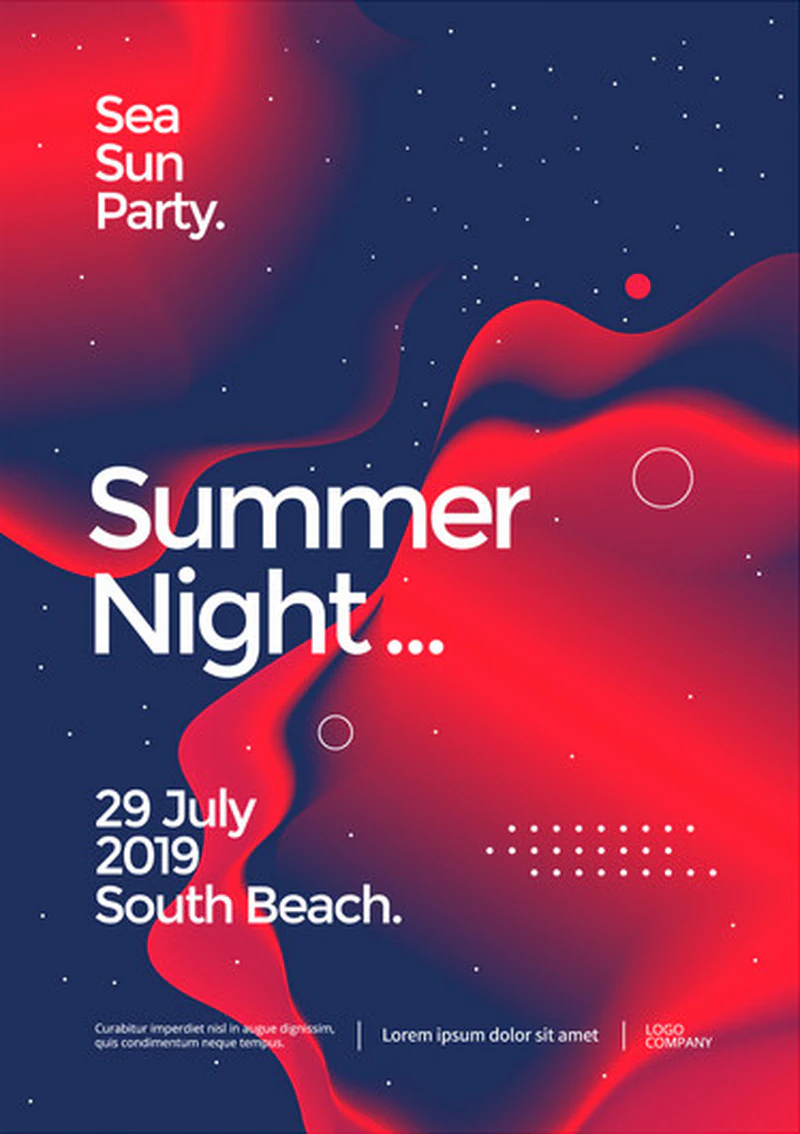 Sea
Sun
Party.
Summer
Night...
29 July
2019
South Beach.
Curabitur imperdiet nisl in augue dignissim,
quis condimentum neque tempus.
Lorem ipsum dolor sit amet
LOGO
COMPANY